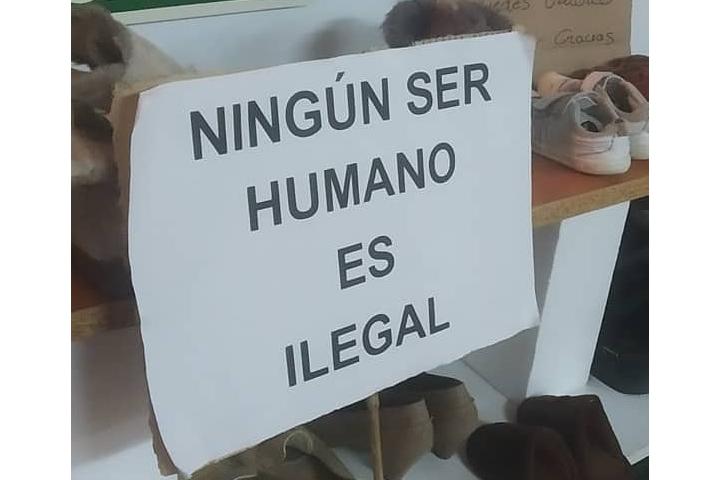 Gracias
NINGÚN SER
HUMANO
ES
ILEGAL